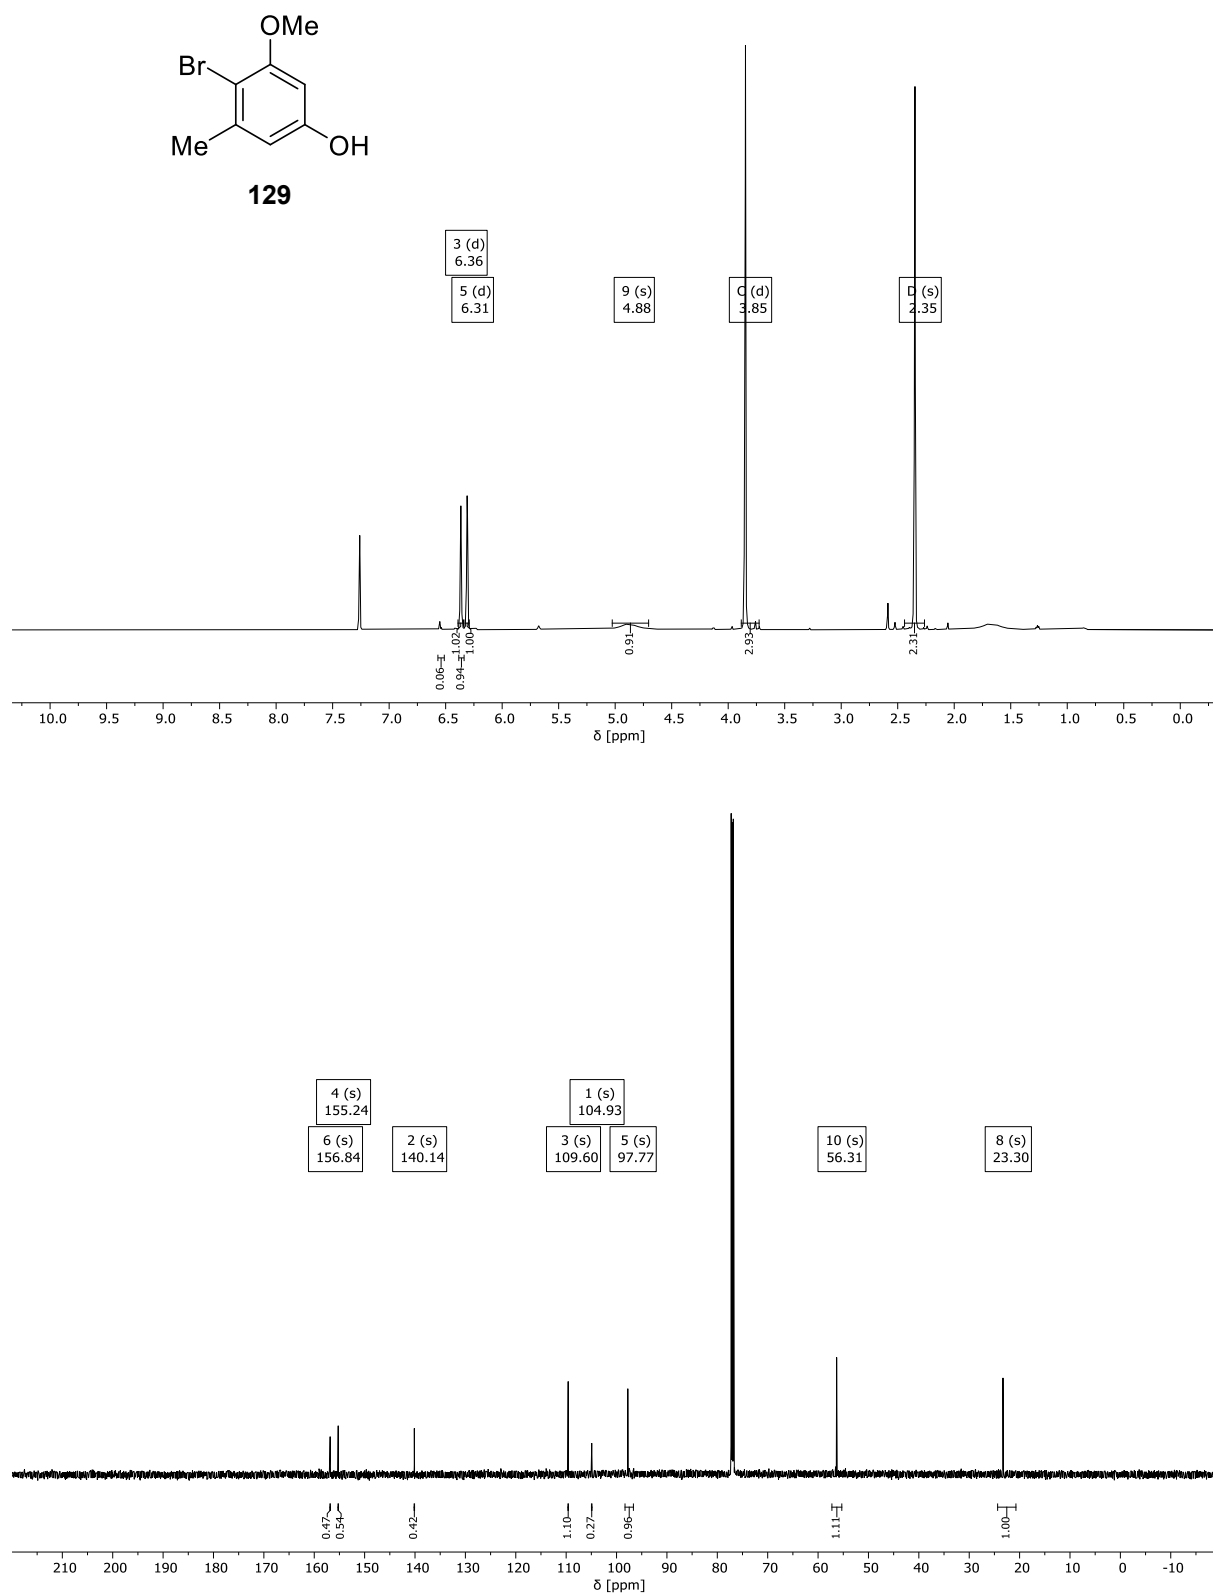 OMe
Br
Me
OH
129
3 (d)
6.36
5 (d)
6.31
9 (s)
4.88
C (d)
3.85
D (s)
2.35
1.02
1.00
0.91
2.93
2.31
0.06
0.94
10.0 9.5 9.0 8.5 8.0 7.5 7.0 6.5 6.0 5.5 5.0 4.5 4.0 3.5 3.0 2.5 2.0 1.5 1.0 0.5 0.0
δ [ppm]
4 (s)
155.24
1 (s)
104.93
6 (s)
156.84
2 (s)
140.14
3 (s)
109.60
5 (s)
97.77
10 (s)
56.31
8 (s)
23.30
0.47
0.54
0.42
1.10
0.27
0.96
1.11
1.00
210 200 190 180 170 160 150 140 130 120 110 100 90 80 70 60 50 40 30 20 10 0 -10
δ [ppm]